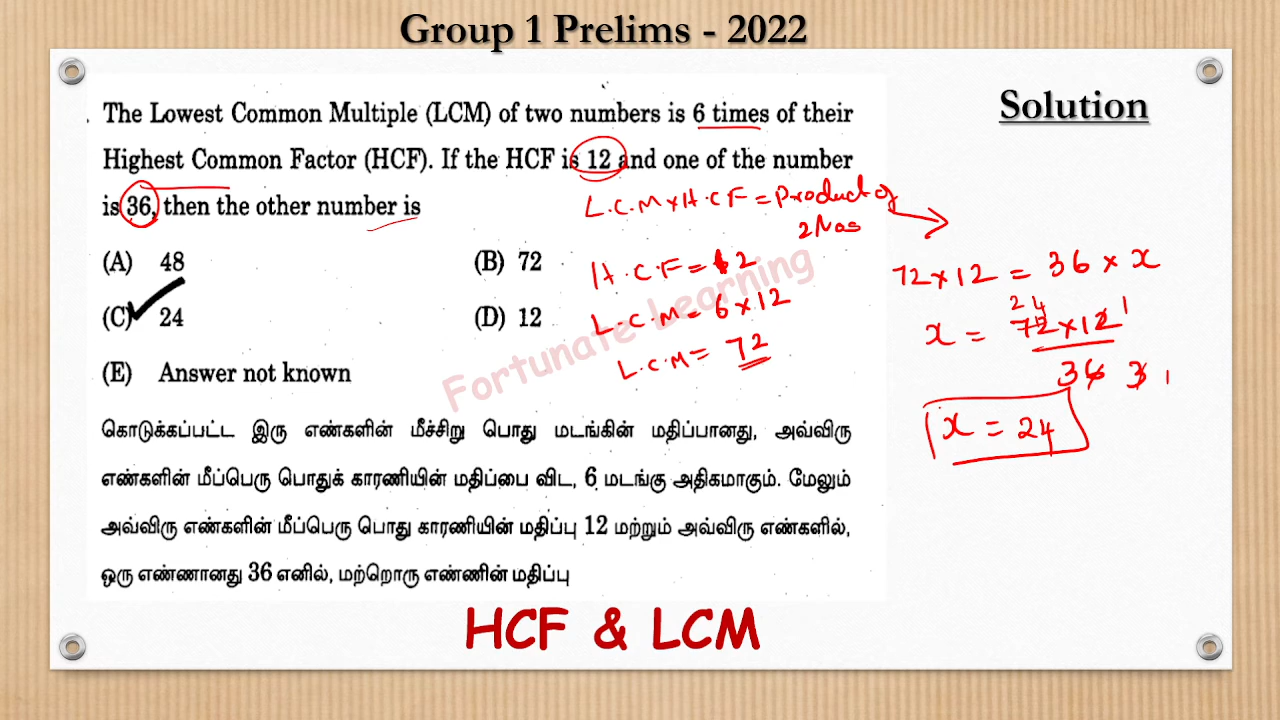 Group 1 Prelims - 2022
The Lowest Common Multiple (LCM) of two numbers is 6 times of their
Highest Common Factor (HCF). If the HCF is 12 and one of the number
is 36, then the other number is
(A) 48
(B) 72
(C) 24
(D) 12
(E) Answer not known
கொடுக்கப்பட்ட இரு எண்களின் மீச்சிறு பொது மடங்கின் மதிப்பானது, அவ்விரு
எண்களின் மீப்பெரு பொதுக் காரணியின் மதிப்பை விட, 6 மடங்கு அதிகமாகும். மேலும்
அவ்விரு எண்களின் மீப்பெரு பொது காரணியின் மதிப்பு 12 மற்றும் அவ்விரு எண்களில்,
ஒரு எண்ணானது 36 எனில், மற்றொரு எண்ணின் மதிப்பு
L.C.M x H.C.F = Product of
2 Nos
H.C.F = 12
L.C.M = 6 x 12
L.C.M = 72
Fortunate Learning
Solution
72 x 12 = 36 x x
24 1
x = 72 x 12
36 3 1
x = 24
HCF & LCM